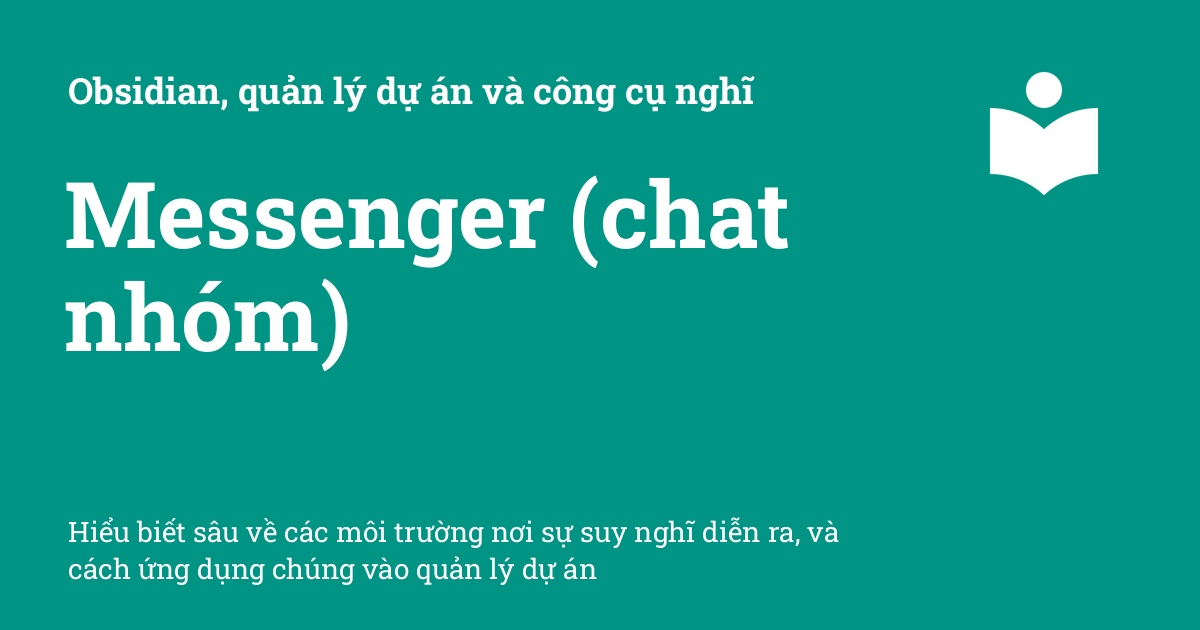 Obsidian, quản lý dự án và công cụ nghĩ
Messenger (chat
nhóm)
Hiểu biết sâu về các môi trường nơi sự suy nghĩ diễn ra, và
cách ứng dụng chúng vào quản lý dự án